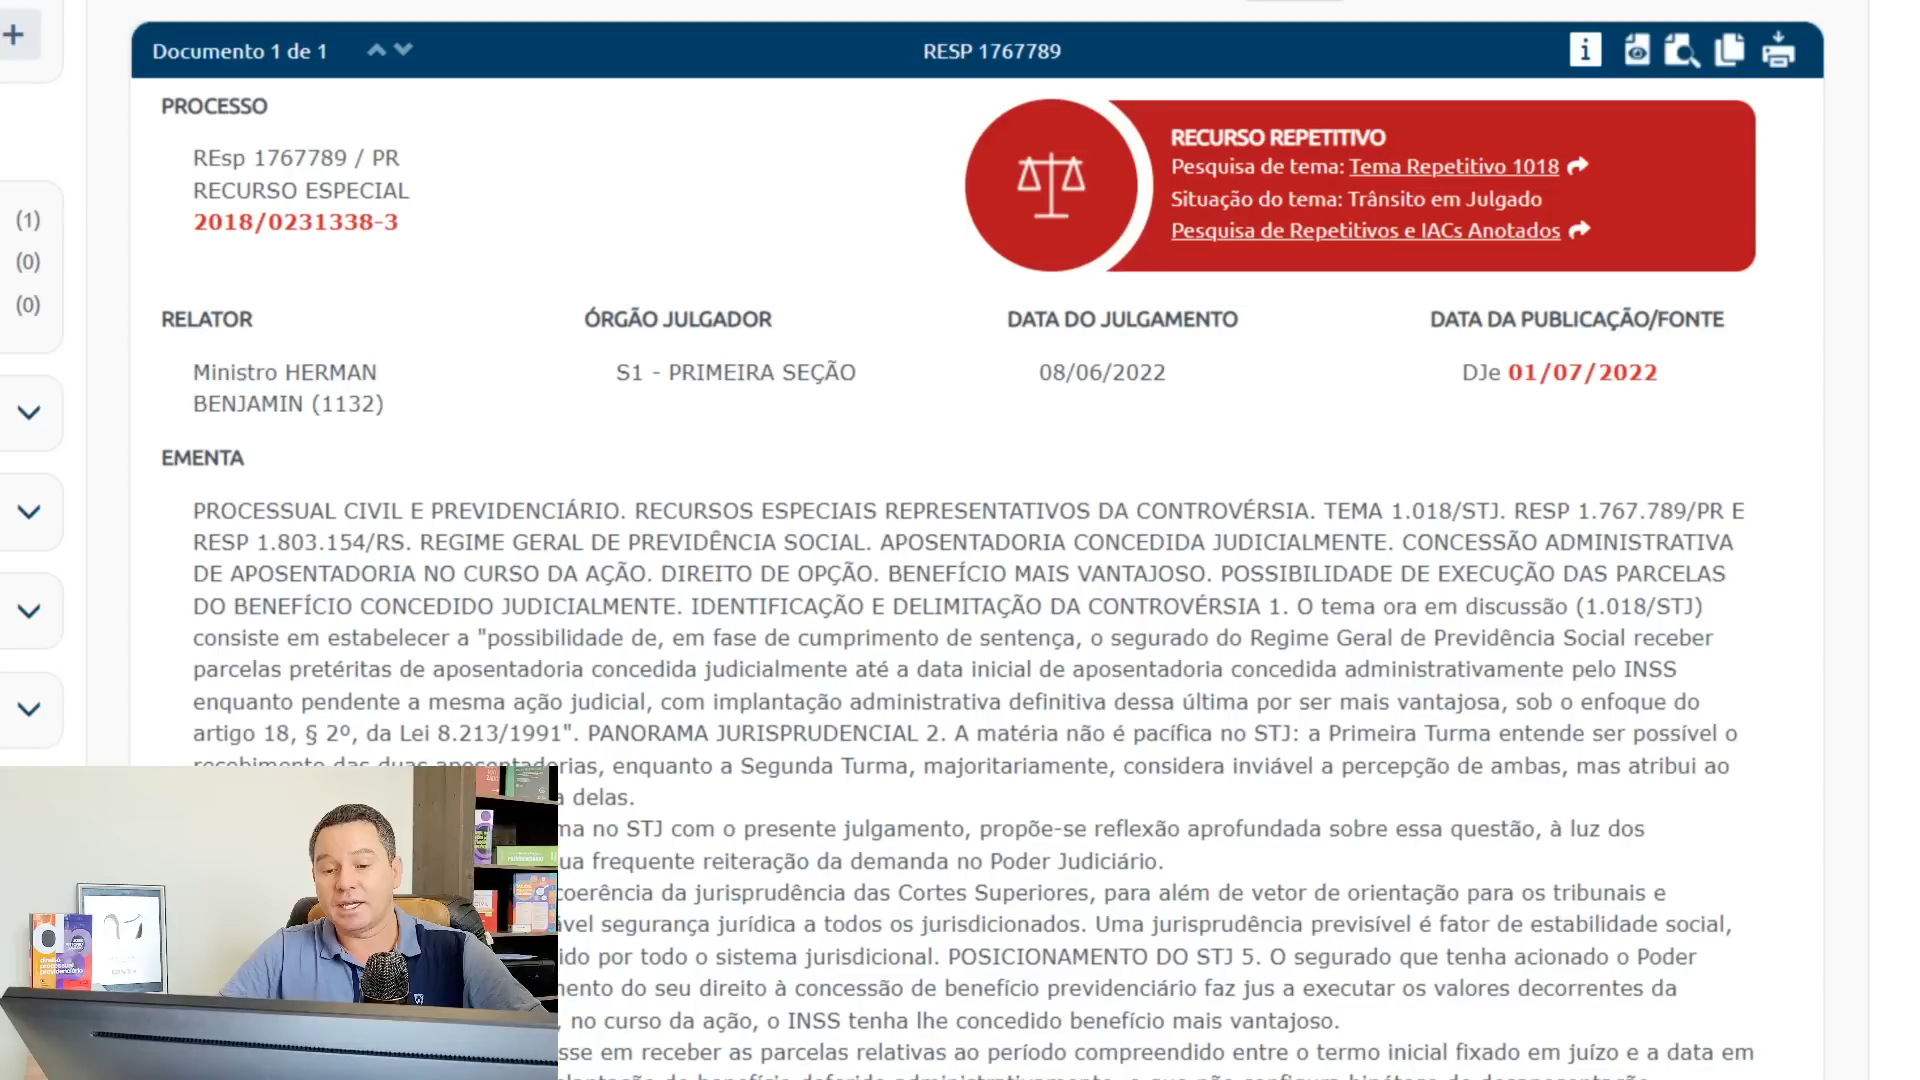 Documento 1 de 1
RESP 1767789
PROCESSO
REsp 1767789 / PR
RECURSO ESPECIAL
2018/0231338-3
RECURSO REPETITIVO
Pesquisa de tema: Tema Repetitivo 1018
Situação do tema: Trânsito em Julgado
Pesquisa de Repetitivos e IACs Anotados
(1)
(0)
(0)
RELATOR
ÓRGÃO JULGADOR
DATA DO JULGAMENTO
DATA DA PUBLICAÇÃO/FONTE
Ministro HERMAN
BENJAMIN (1132)
S1 - PRIMEIRA SEÇÃO
08/06/2022
DJe 01/07/2022
EMENTA
PROCESSUAL CIVIL E PREVIDENCIÁRIO. RECURSOS ESPECIAIS REPRESENTATIVOS DA CONTROVÉRSIA. TEMA 1.018/STJ. RESP 1.767.789/PR E
RESP 1.803.154/RS. REGIME GERAL DE PREVIDÊNCIA SOCIAL. APOSENTADORIA CONCEDIDA JUDICIALMENTE. CONCESSÃO ADMINISTRATIVA
DE APOSENTADORIA NO CURSO DA AÇÃO. DIREITO DE OPÇÃO. BENEFÍCIO MAIS VANTAJOSO. POSSIBILIDADE DE EXECUÇÃO DAS PARCELAS
DO BENEFÍCIO CONCEDIDO JUDICIALMENTE. IDENTIFICAÇÃO E DELIMITAÇÃO DA CONTROVÉRSIA 1. O tema ora em discussão (1.018/STJ)
consiste em estabelecer a "possibilidade de, em fase de cumprimento de sentença, o segurado do Regime Geral de Previdência Social receber
parcelas pretéritas de aposentadoria concedida judicialmente até a data inicial de aposentadoria concedida administrativamente pelo INSS
enquanto pendente a mesma ação judicial, com implantação administrativa definitiva dessa última por ser mais vantajosa, sob o enfoque do
artigo 18, § 2º, da Lei 8.213/1991". PANORAMA JURISPRUDENCIAL 2. A matéria não é pacífica no STJ: a Primeira Turma entende ser possível o
recebimento das duas aposentadorias, enquanto a Segunda Turma, majoritariamente, considera inviável a percepção de ambas, mas atribui ao
a delas.
ma no STJ com o presente julgamento, propõe-se reflexão aprofundada sobre essa questão, à luz dos
ua frequente reiteração da demanda no Poder Judiciário.
coerência da jurisprudência das Cortes Superiores, para além de vetor de orientação para os tribunais e
vel segurança jurídica a todos os jurisdicionados. Uma jurisprudência previsível é fator de estabilidade social,
ido por todo o sistema jurisdicional. POSICIONAMENTO DO STJ 5. O segurado que tenha acionado o Poder
ento do seu direito à concessão de benefício previdenciário faz jus a executar os valores decorrentes da
, no curso da ação, o INSS tenha lhe concedido benefício mais vantajoso.
sse em receber as parcelas relativas ao período compreendido entre o termo inicial fixado em juízo e a data em
direito
processual
previdenciário